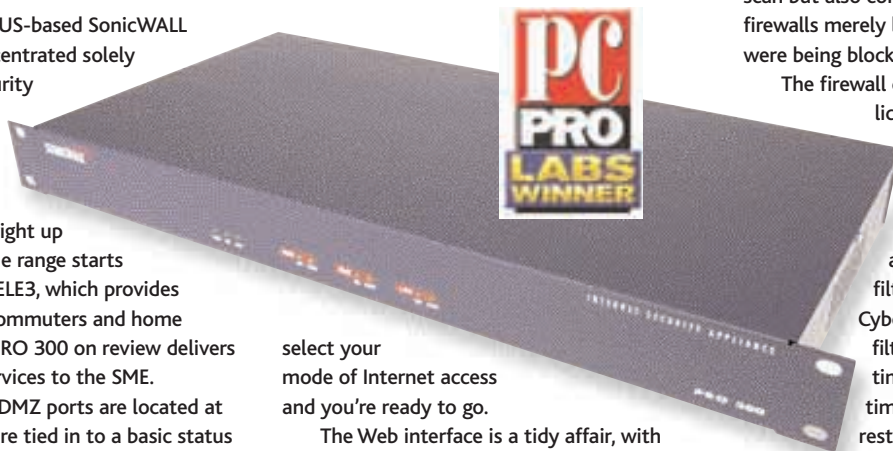 US-based SonicWALL
entrated solely
rity
ight up
e range starts
ELE3, which provides
ommuters and home
RO 300 on review delivers
rvices to the SME.
DMZ ports are located at
re tied in to a basic status
PC
PRO
LABS
WINNER
SONICWALL
INTERNET SECURITY APPLIANCE
PRO 300
select your
mode of Internet access
and you're ready to go.
The Web interface is a tidy affair, with
scan but also con
firewalls merely l
were being block
The firewall
lic
a
filt
Cybe
filt
tin
tim
rest